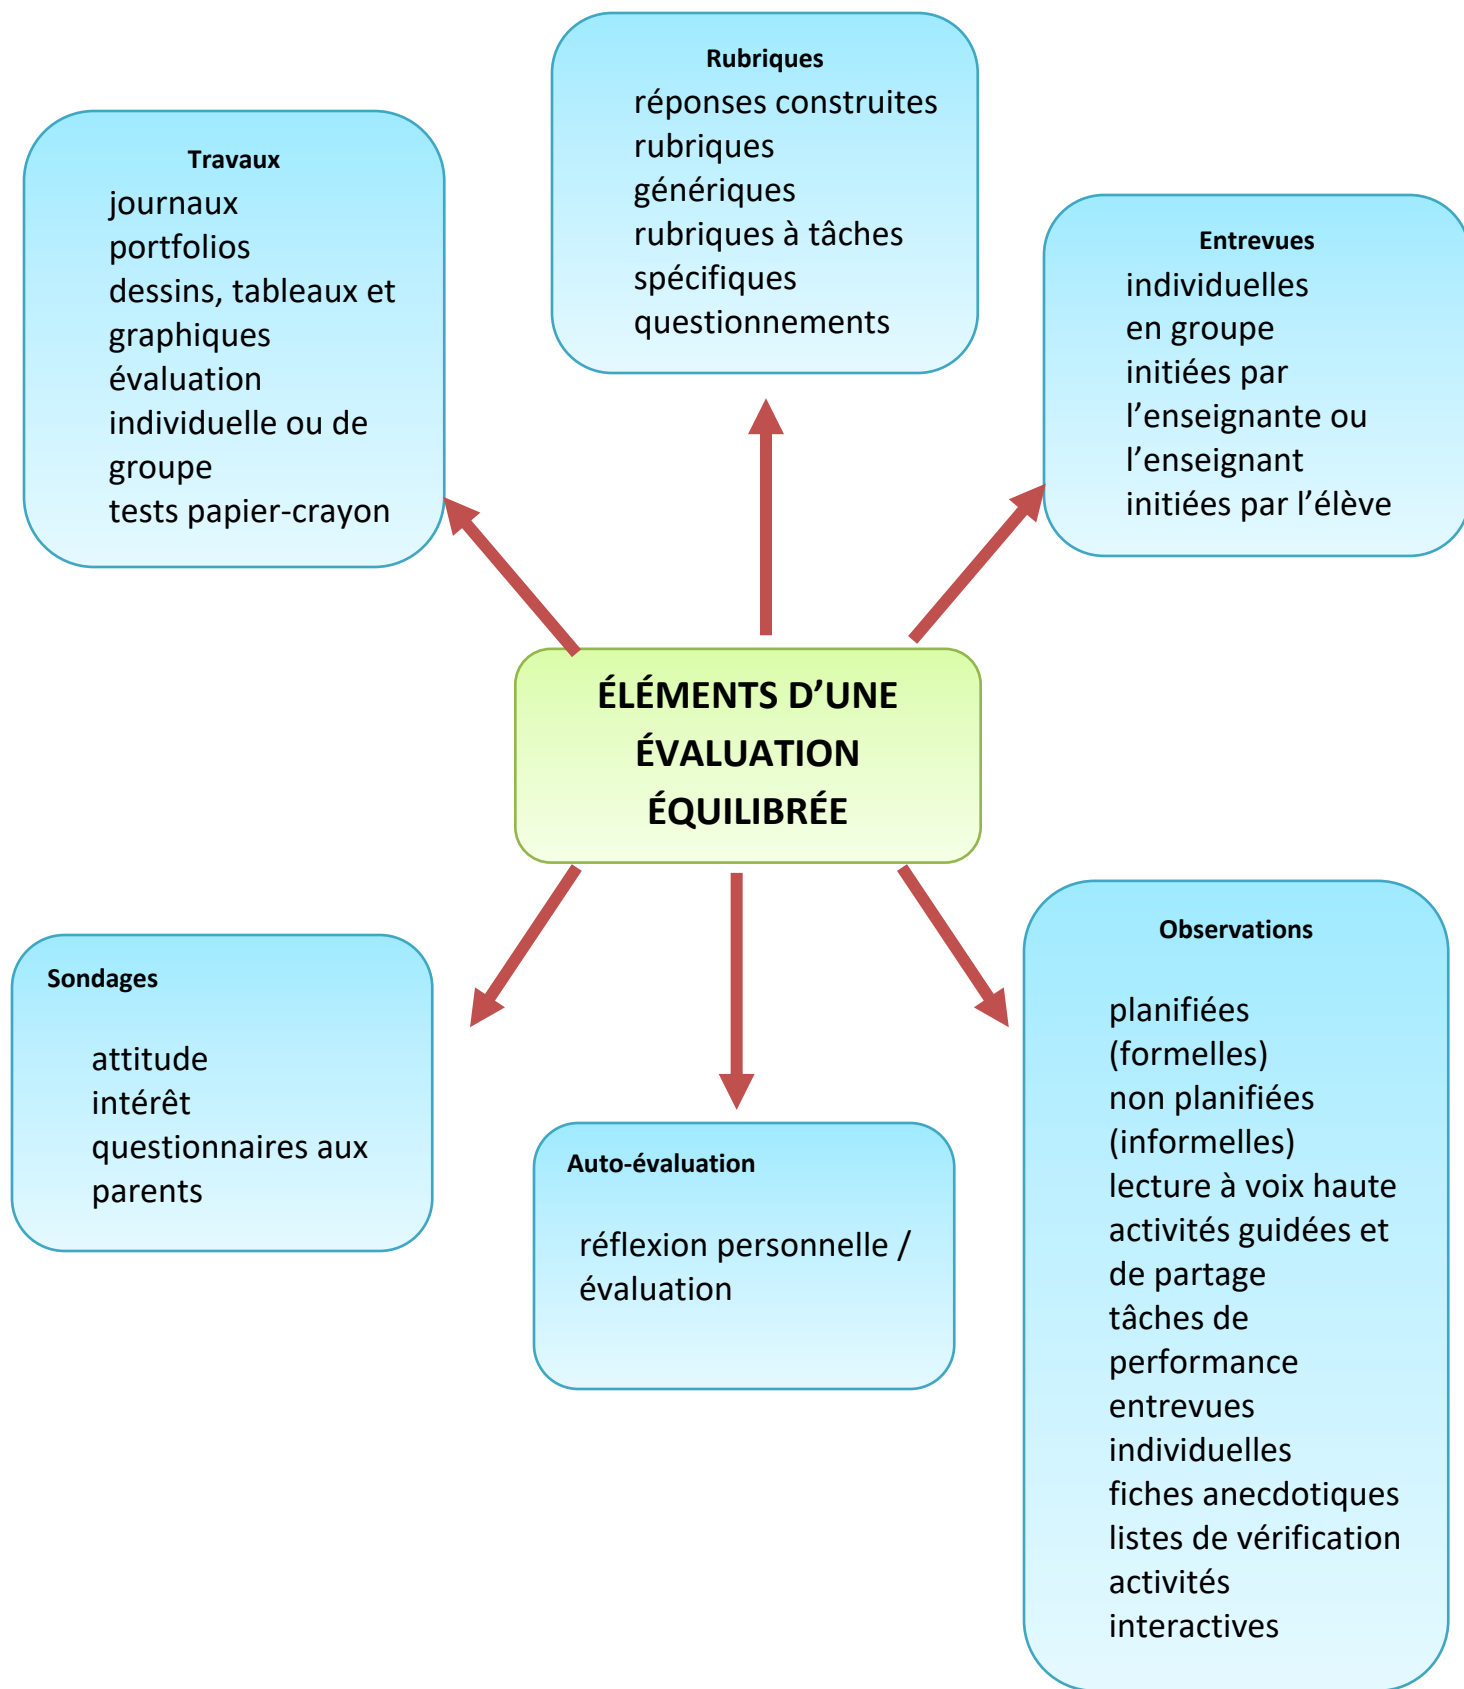 Rubriques
réponses construites
rubriques
génériques
rubriques à tâches
spécifiques
questionnements
Travaux
journaux
portfolios
dessins, tableaux et
graphiques
évaluation
individuelle ou de
groupe
tests papier-crayon
Entrevues
individuelles
en groupe
initiées par
l’enseignante ou
l’enseignant
initiées par l’élève
ÉLÉMENTS D’UNE
ÉVALUATION
ÉQUILIBRÉE
Sondages
attitude
intérêt
questionnaires aux
parents
Auto-évaluation
réflexion personnelle /
évaluation
Observations
planifiées
(formelles)
non planifiées
(informelles)
lecture à voix haute
activités guidées et
de partage
tâches de
performance
entrevues
individuelles
fiches anecdotiques
listes de vérification
activités
interactives